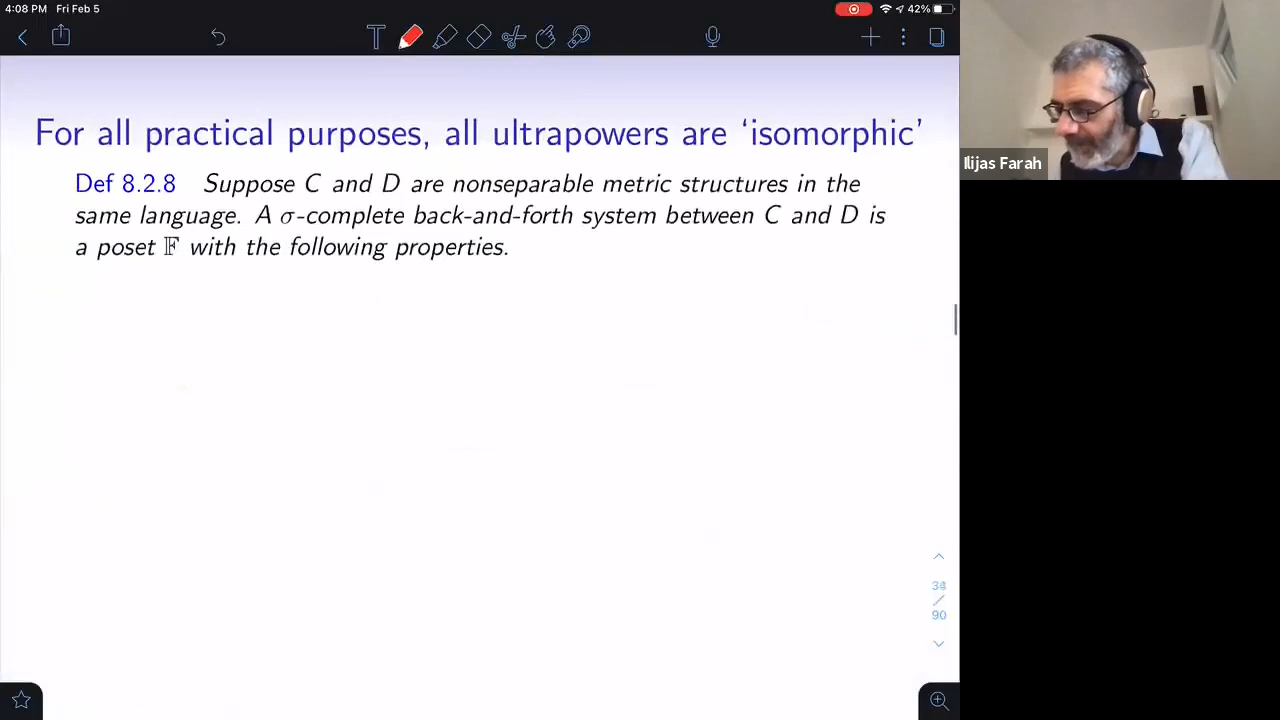 4:08 PM Fri Feb 5
42%
For all practical purposes, all ultrapowers are ‘isomorphic’
Def 8.2.8 Suppose C and D are nonseparable metric structures in the
same language. A σ-complete back-and-forth system between C and D is
a poset 𝔽 with the following properties.
Ilijas Farah
90